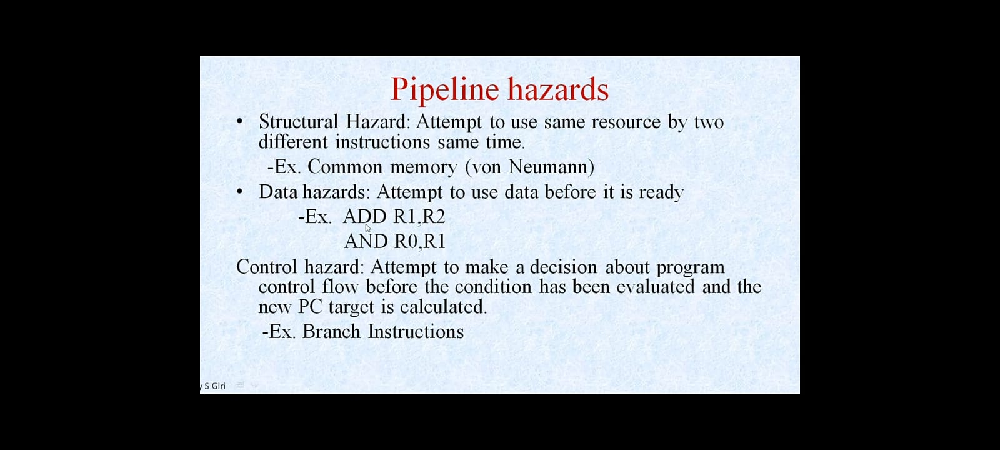 Pipeline hazards
• Structural Hazard: Attempt to use same resource by two
different instructions same time.
-Ex. Common memory (von Neumann)
• Data hazards: Attempt to use data before it is ready
-Ex. ADD R1,R2
AND R0,R1
Control hazard: Attempt to make a decision about program
control flow before the condition has been evaluated and the
new PC target is calculated.
-Ex. Branch Instructions
y S Giri